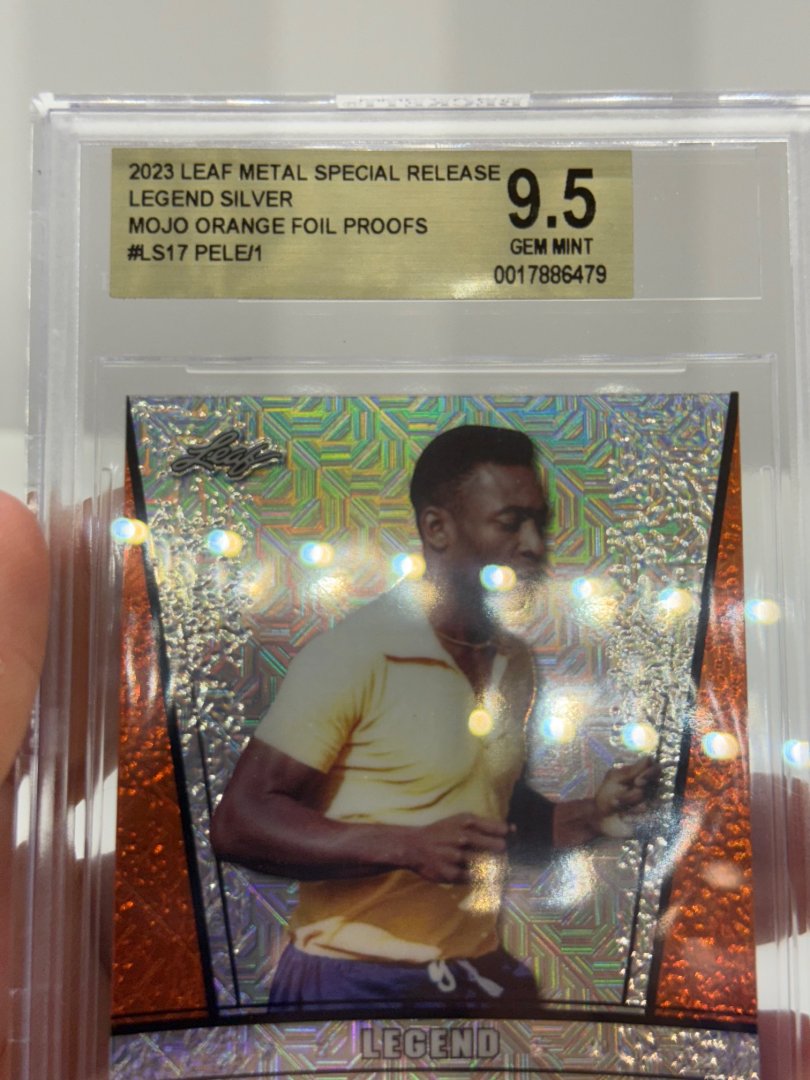 BECKETT
2023 LEAF METAL SPECIAL RELEASE
LEGEND SILVER
MOJO ORANGE FOIL PROOFS
#LS17 PELE/1
9.5
GEM MINT
0017886479
Leaf
LEGEND